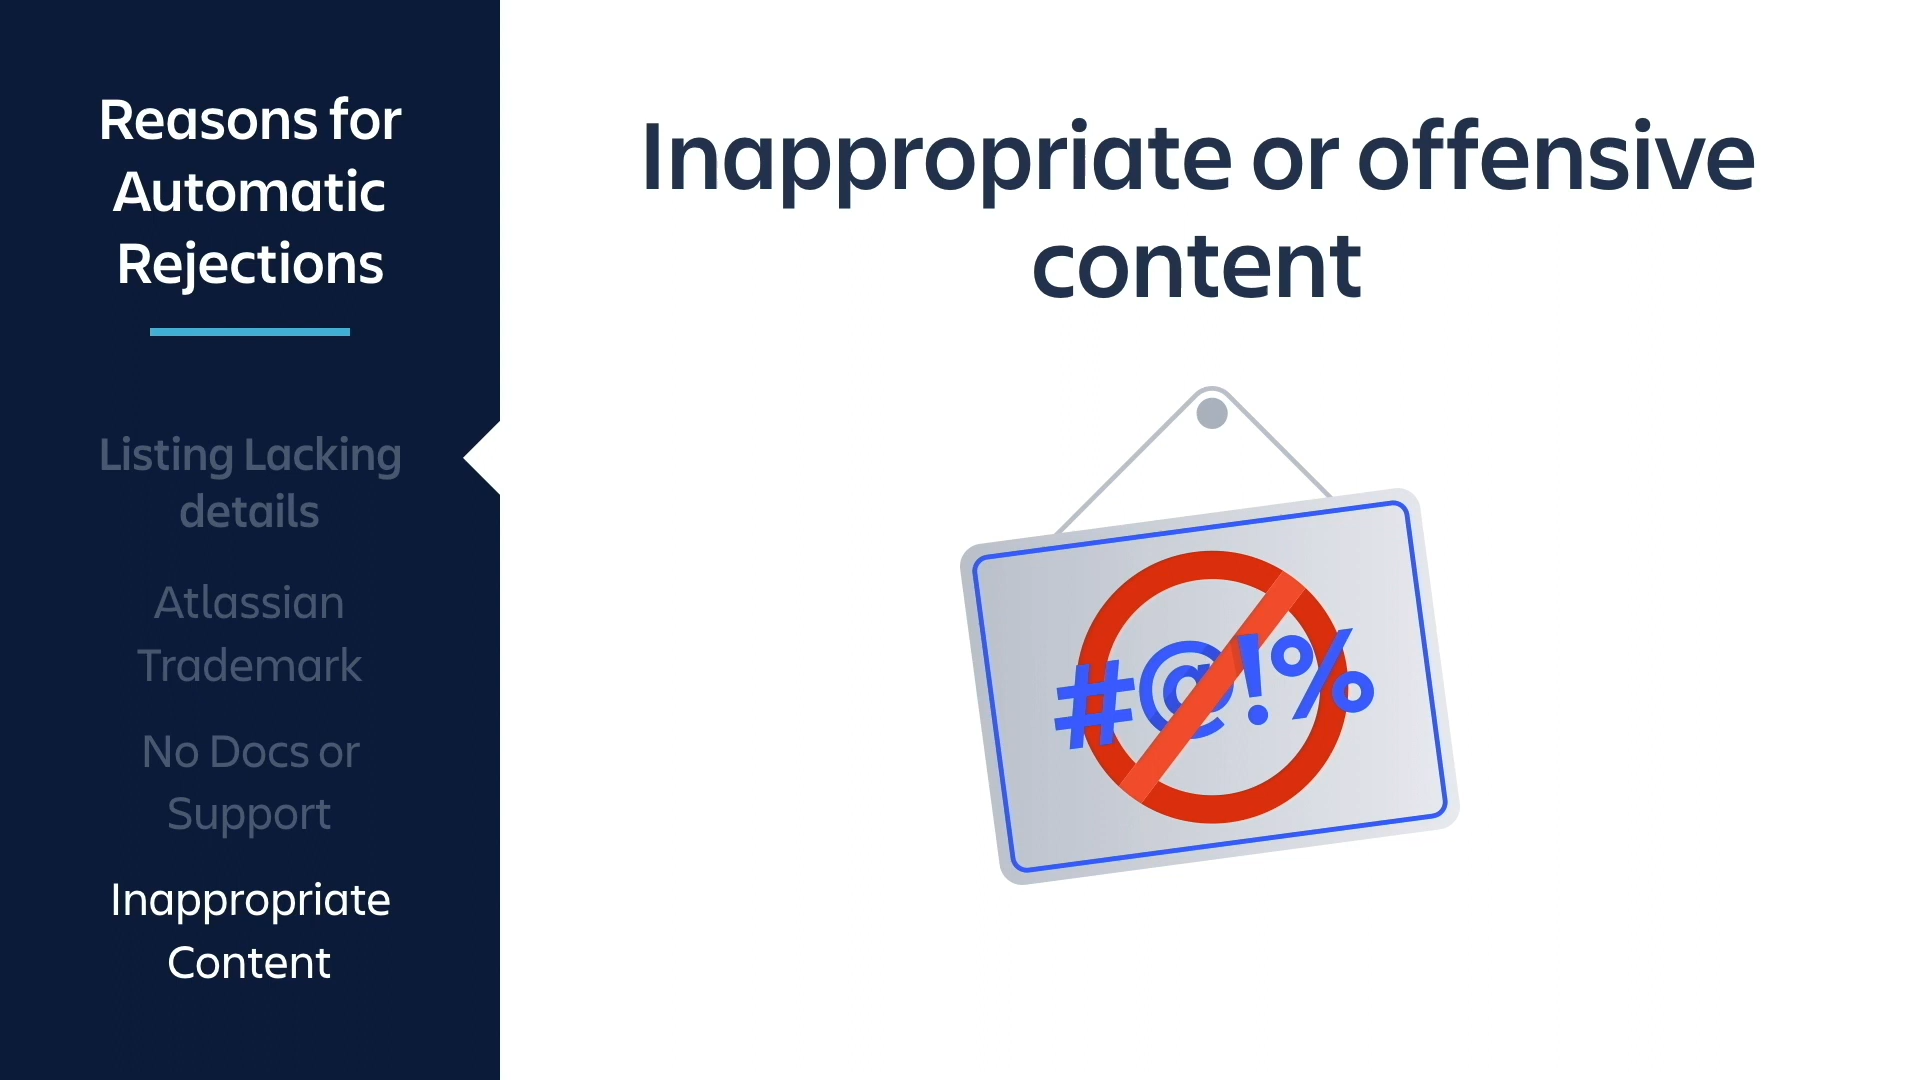 Reasons for
Automatic
Rejections
Listing Lacking
details
Atlassian
Trademark
No Docs or
Support
Inappropriate
Content
Inappropriate or offensive
content
#@!%